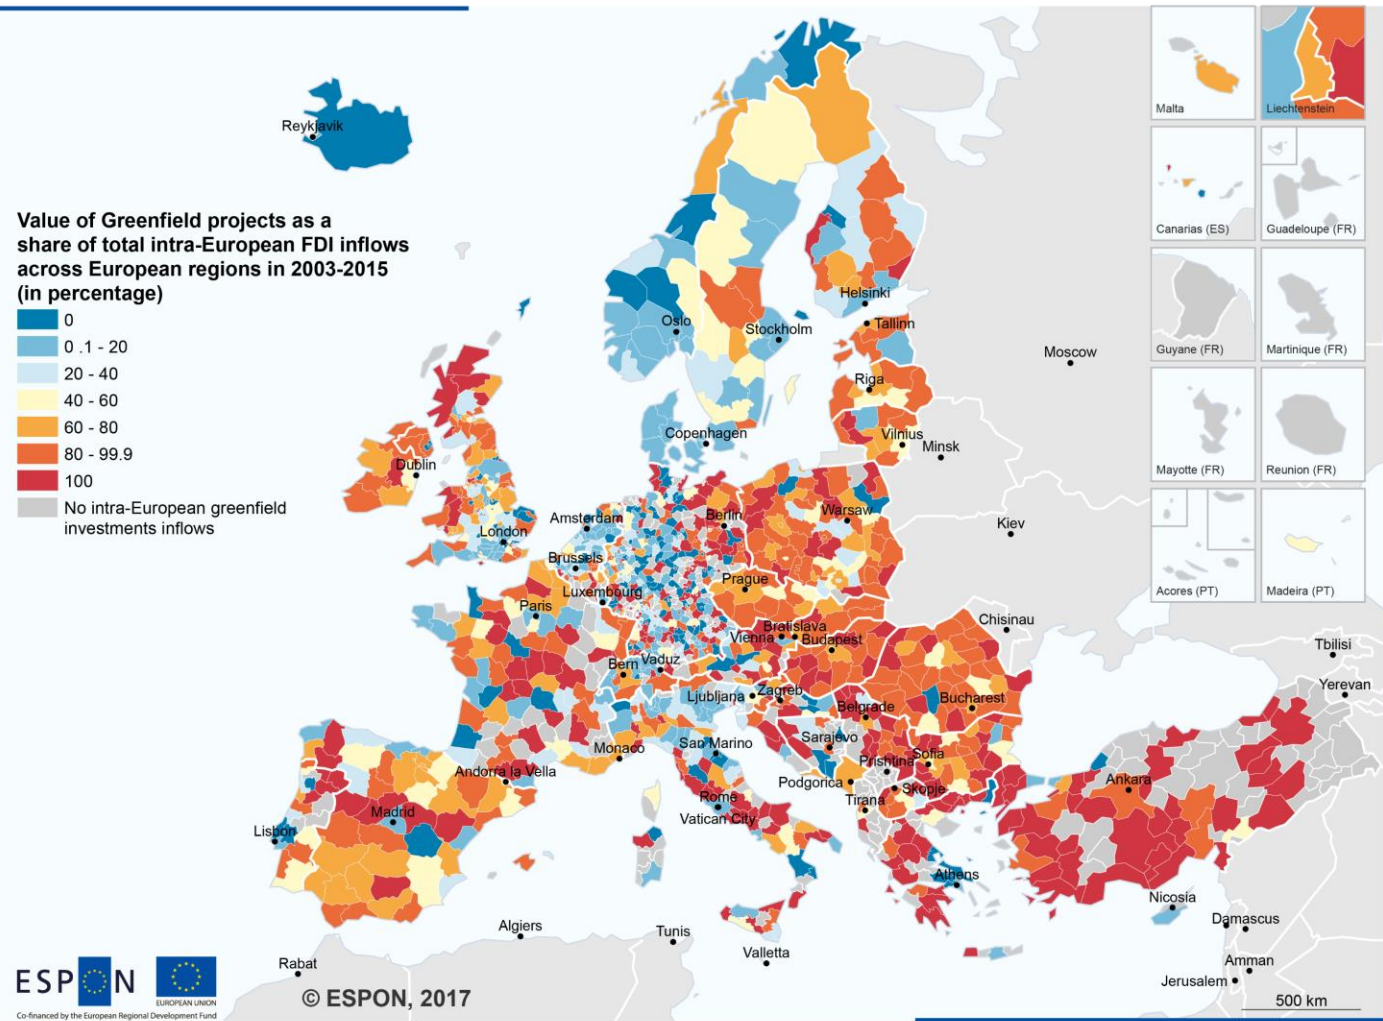 Value of Greenfield projects as a
share of total intra-European FDI inflows
across European regions in 2003-2015
(in percentage)
0
0 .1 - 20
20 - 40
40 - 60
60 - 80
80 - 99.9
100
No intra-European greenfield
investments inflows
Reykjavik
Oslo
Stockholm
Helsinki
Tallinn
Riga
Moscow
Copenhagen
Vilnius
Minsk
Dublin
London
Amsterdam
Berlin
Warsaw
Kiev
Brussels
Luxembourg
Prague
Paris
Bratislava
Vienna
Budapest
Chisinau
Bern
Vaduz
Ljubljana
Zagreb
Belgrade
Bucharest
Tbilisi
Yerevan
Monaco
San Marino
Sarajevo
Prishtina
Sofia
Andorra la Vella
Podgorica
Skopje
Ankara
Rome
Vatican City
Tirana
Madrid
Lisbon
Athens
Nicosia
Damascus
Algiers
Tunis
Valletta
Rabat
Amman
Jerusalem
Malta
Liechtenstein
Canarias (ES)
Guadeloupe (FR)
Guyane (FR)
Martinique (FR)
Mayotte (FR)
Reunion (FR)
Acores (PT)
Madeira (PT)
ESPON
EUROPEAN UNION
Co-financed by the European Regional Development Fund
© ESPON, 2017
500 km